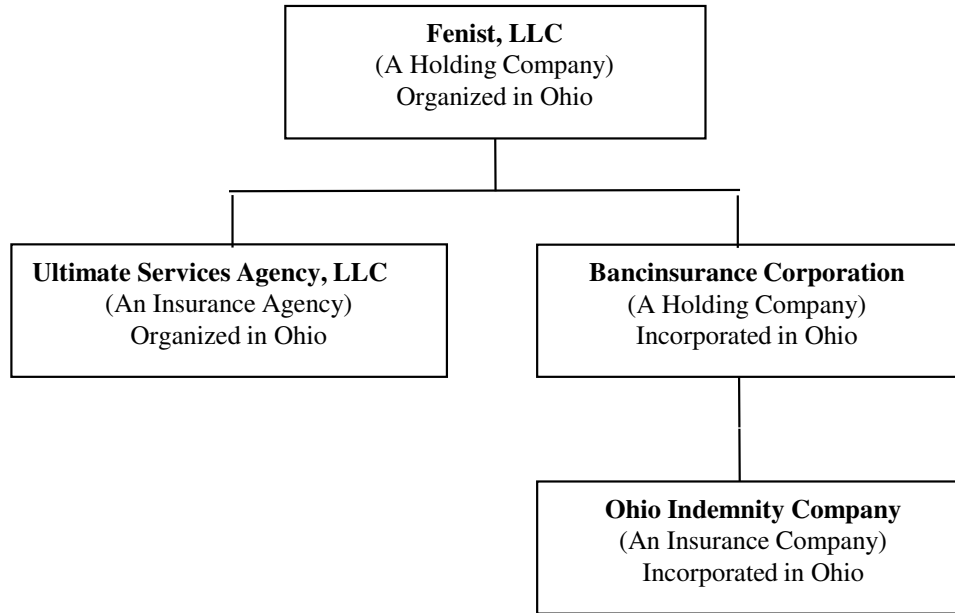 Fenist, LLC
(A Holding Company)
Organized in Ohio
Ultimate Services Agency, LLC
(An Insurance Agency)
Organized in Ohio
Bancinsurance Corporation
(A Holding Company)
Incorporated in Ohio
Ohio Indemnity Company
(An Insurance Company)
Incorporated in Ohio